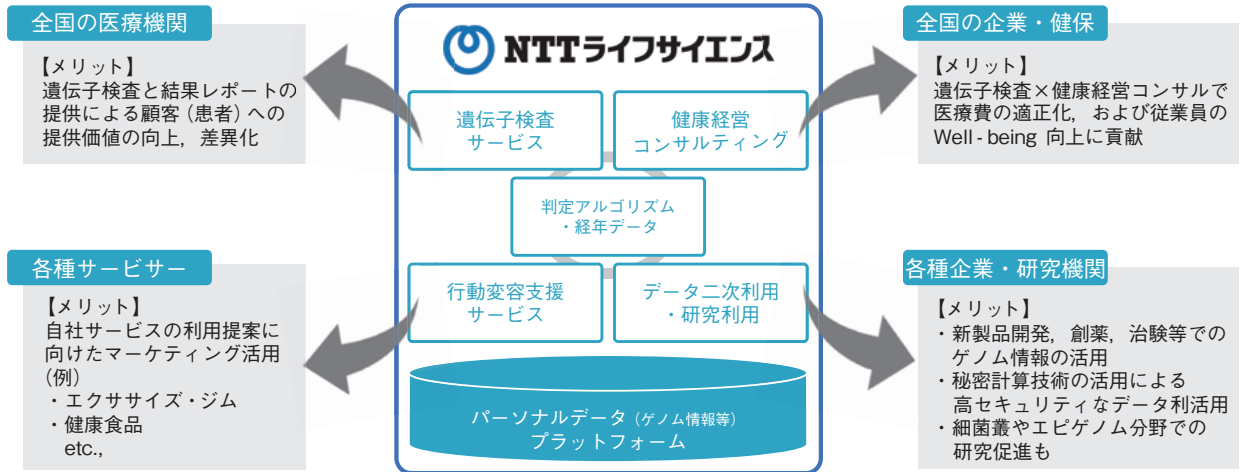 全国の医療機関
【メリット】
遺伝子検査と結果レポートの
提供による顧客（患者）への
提供価値の向上，差異化
NTTライフサイエンス
遺伝子検査
サービス
健康経営
コンサルティング
判定アルゴリズム
・経年データ
行動変容支援
サービス
データ二次利用
・研究利用
パーソナルデータ（ゲノム情報等）
プラットフォーム
全国の企業・健保
【メリット】
遺伝子検査×健康経営コンサルで
医療費の適正化，および従業員の
Well - being 向上に貢献
各種サービサー
【メリット】
自社サービスの利用提案に
向けたマーケティング活用
（例）
・エクササイズ・ジム
・健康食品
etc.,
各種企業・研究機関
【メリット】
・新製品開発，創薬，治験等での
ゲノム情報の活用
・秘密計算技術の活用による
高セキュリティなデータ利活用
・細菌叢やエピゲノム分野での
研究促進も